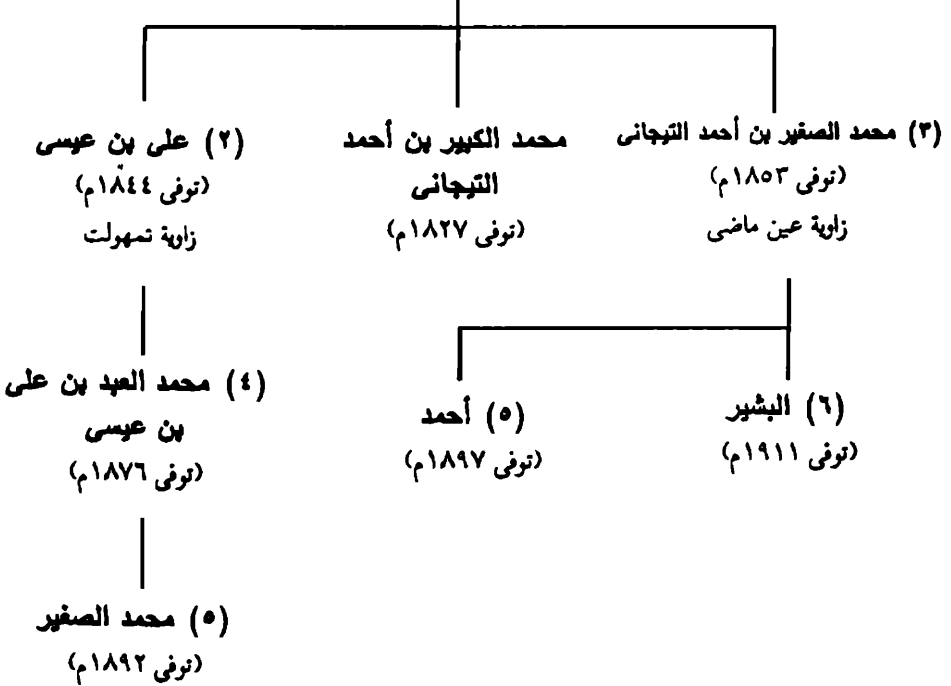 (٣) محمد الصغير بن أحمد التيجانى
(توفى ١٨٥٣م)
زاوية عين ماضى
محمد الكبير بن أحمد
التيجانى
(توفى ١٨٢٧م)
(٢) على بن عيسى
(توفى ١٨٤٤م)
زاوية تمهولت
(٦) البشير
(توفى ١٩١١م)
(٥) أحمد
(توفى ١٨٩٧م)
(٤) محمد العيد بن على
بن عيسى
(توفى ١٨٧٦م)
(٥) محمد الصغير
(توفى ١٨٩٢م)